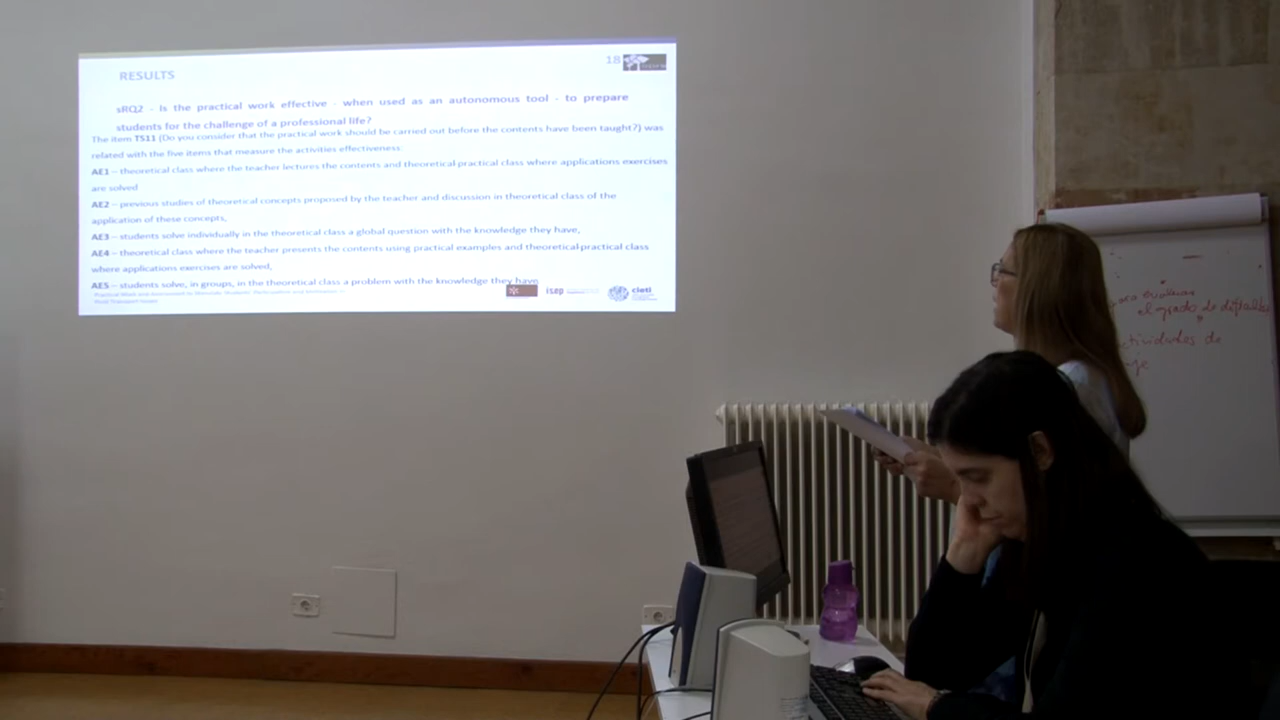 18
RESULTS
sRQ2 - Is the practical work effective - when used as an autonomous tool - to prepare
students for the challenge of a professional life?
The item TS11 (Do you consider that the practical work should be carried out before the contents have been taught?) was
related with the five items that measure the activities effectiveness:
AE1 – theoretical class where the teacher lectures the contents and theoretical practical class where applications exercises
are solved
AE2 – previous studies of theoretical concepts proposed by the teacher and discussion in theoretical class of the
application of these concepts,
AE3 – students solve individually in the theoretical class a global question with the knowledge they have,
AE4 – theoretical class where the teacher presents the contents using practical examples and theoretical practical class
where applications exercises are solved,
AE5 – students solve, in groups, in the theoretical class a problem with the knowledge they have
isep
cieti
para evaluar
el grado de